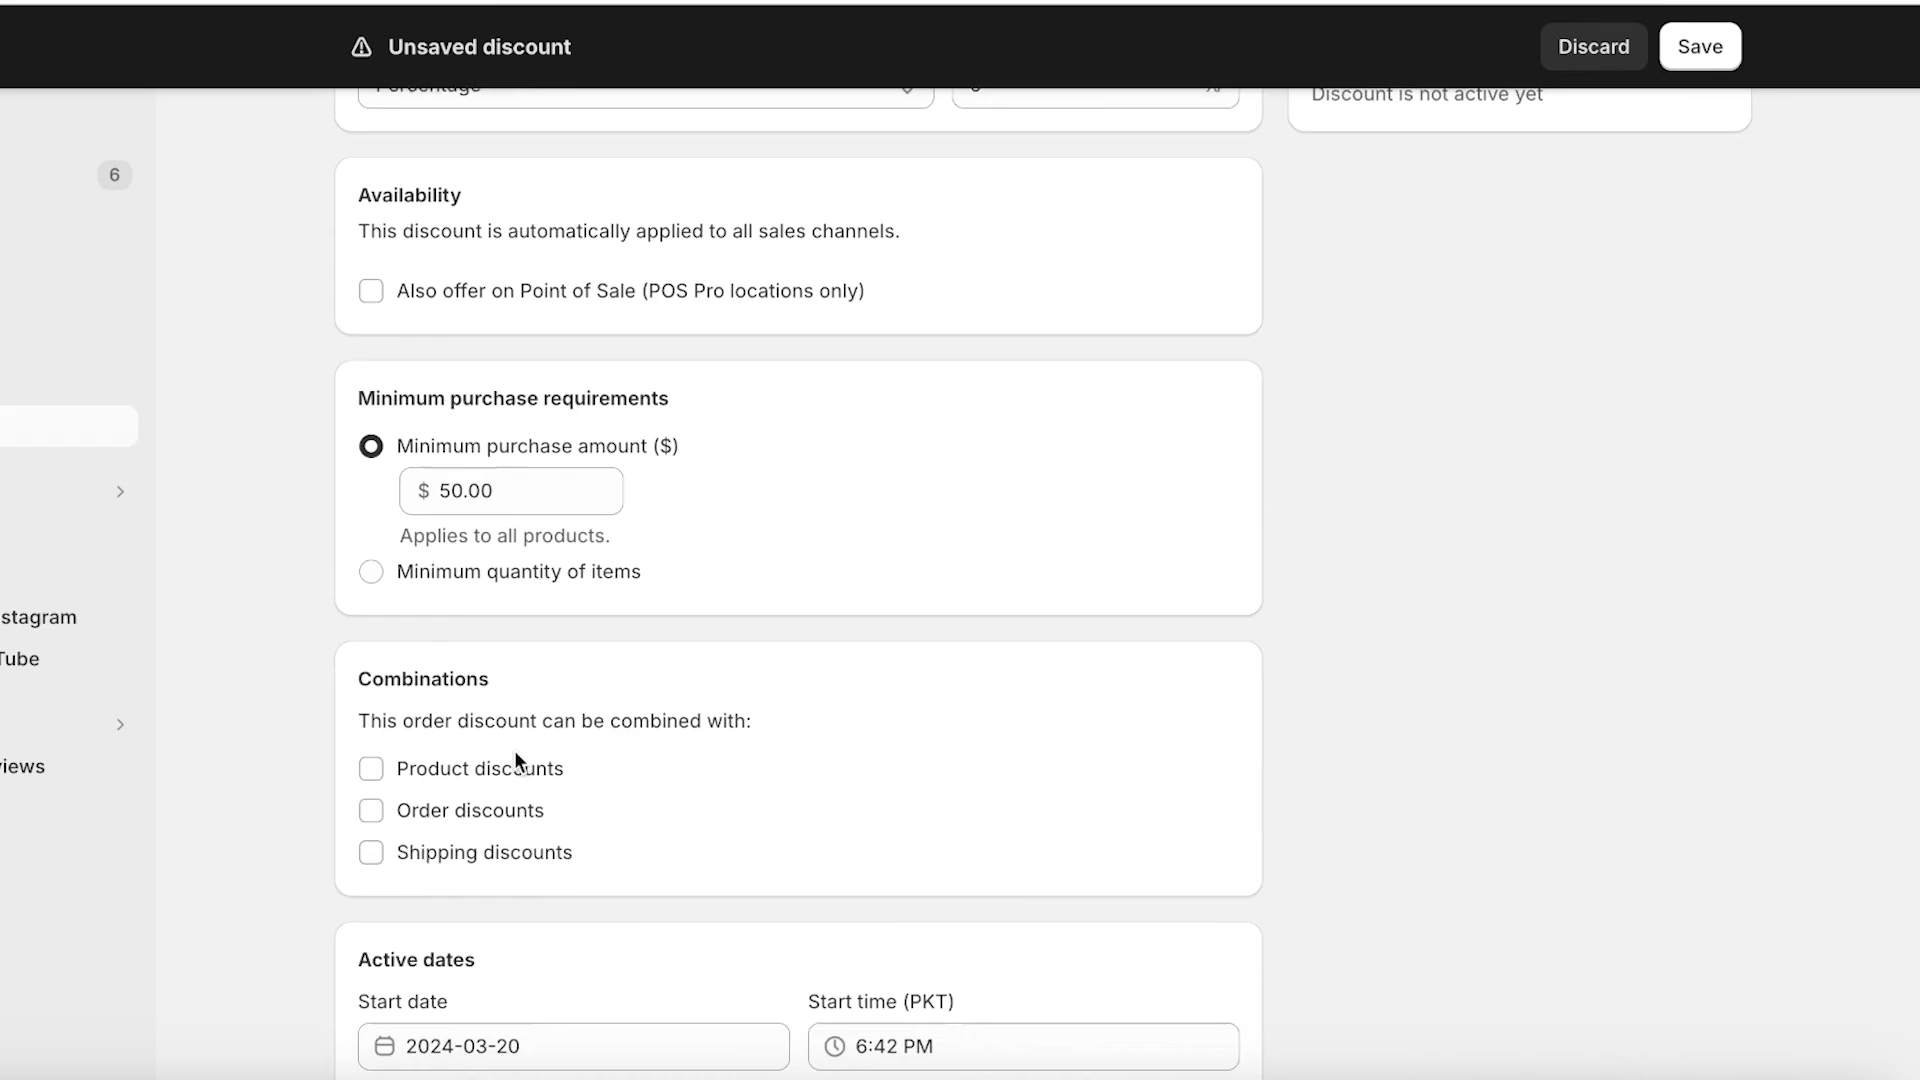 Unsaved discount
Discard
Save
Percentage
%
Discount is not active yet
6
Availability
This discount is automatically applied to all sales channels.
Also offer on Point of Sale (POS Pro locations only)
Minimum purchase requirements
Minimum purchase amount ($)
$ 50.00
Applies to all products.
Minimum quantity of items
stagram
Tube
Combinations
This order discount can be combined with:
views
Product discounts
Order discounts
Shipping discounts
Active dates
Start date
Start time (PKT)
2024-03-20
6:42 PM